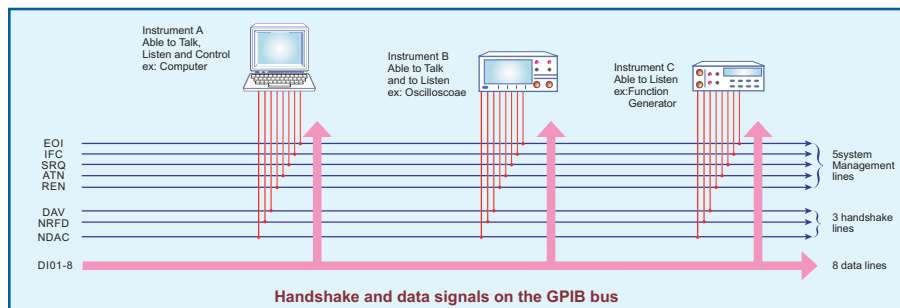 Instrument A
Able to Talk,
Listen and Control
ex: Computer
Instrument B
Able to Talk
and to Listen
ex: Oscilloscoae
Instrument C
Able to Listen
ex:Function
Generator
EOI
IFC
SRQ
ATN
REN
5system
Management
lines
DAV
NRFD
NDAC
3 handshake
lines
DI01-8
8 data lines
Handshake and data signals on the GPIB bus